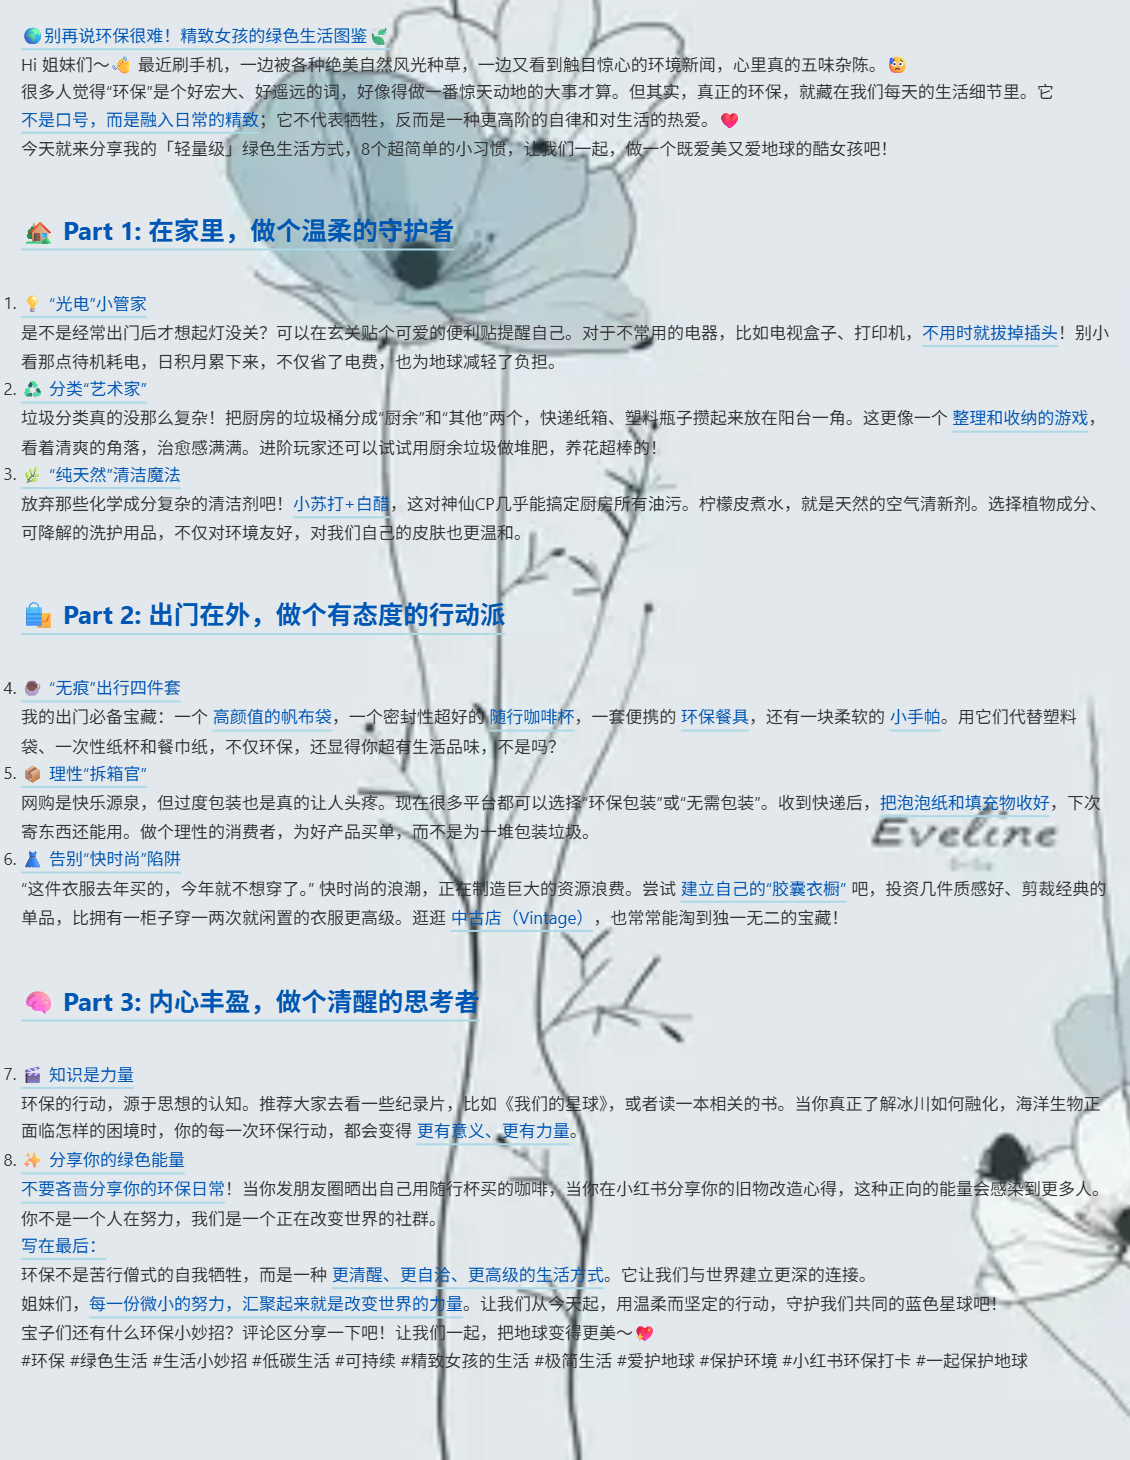 🌍别再说环保很难！精致女孩的绿色生活图鉴🌿
Hi 姐妹们～👋 最近刷手机，一边被各种绝美自然风光种草，一边又看到触目惊心的环境新闻，心里真的五味杂陈。😳
很多人觉得“环保”是个好宏大、好遥远的词，好像得做一番惊天动地的大事才算。但其实，真正的环保，就藏在我们每天的生活细节里。它
不是口号，而是融入日常的精致；它不代表牺牲，反而是一种更高阶的自律和对生活的热爱。❤️
今天就来分享我的「轻量级」绿色生活方式，8个超简单的小习惯，让我们一起，做一个既爱美又爱地球的酷女孩吧！
🏡 Part 1: 在家里，做个温柔的守护者
1. 💡 “光电”小管家
是不是经常出门后才想起灯没关？可以在玄关贴个可爱的便利贴提醒自己。对于不常用的电器，比如电视盒子、打印机，不用时就拔掉插头！别小
看那点待机耗电，日积月累下来，不仅省了电费，也为地球减轻了负担。
2. ♻️ 分类“艺术家”
垃圾分类真的没那么复杂！把厨房的垃圾桶分成“厨余”和“其他”两个，快递纸箱、塑料瓶子攒起来放在阳台一角。这更像一个 整理和收纳的游戏，
看着清爽的角落，治愈感满满。进阶玩家还可以试试用厨余垃圾做堆肥，养花超棒的！
3. 🌿 “纯天然”清洁魔法
放弃那些化学成分复杂的清洁剂吧！小苏打+白醋，这对神仙CP几乎能搞定厨房所有油污。柠檬皮煮水，就是天然的空气清新剂。选择植物成分、
可降解的洗护用品，不仅对环境友好，对我们自己的皮肤也更温和。
🛍️ Part 2: 出门在外，做个有态度的行动派
4. ☕ “无痕”出行四件套
我的出门必备宝藏：一个 高颜值的帆布袋，一个密封性超好的 随行咖啡杯，一套便携的 环保餐具，还有一块柔软的 小手帕。用它们代替塑料
袋、一次性纸杯和餐巾纸，不仅环保，还显得你超有生活品味，不是吗？
5. 📦 理性“拆箱官”
网购是快乐源泉，但过度包装也是真的让人头疼。现在很多平台都可以选择“环保包装”或“无需包装”。收到快递后，把泡泡纸和填充物收好，下次
寄东西还能用。做个理性的消费者，为好产品买单，而不是为一堆包装垃圾。
6. 👗 告别“快时尚”陷阱
“这件衣服去年买的，今年就不想穿了。” 快时尚的浪潮，正在制造巨大的资源浪费。尝试 建立自己的“胶囊衣橱” 吧，投资几件质感好、剪裁经典的
单品，比拥有一柜子穿一两次就闲置的衣服更高级。逛逛 中古店（Vintage），也常常能淘到独一无二的宝藏！
Eveline
🧠 Part 3: 内心丰盈，做个清醒的思考者
7. 🎬 知识是力量
环保的行动，源于思想的认知。推荐大家去看一些纪录片，比如《我们的星球》，或者读一本相关的书。当你真正了解冰川如何融化，海洋生物正
面临怎样的困境时，你的每一次环保行动，都会变得 更有意义、更有力量。
8. ✨ 分享你的绿色能量
不要吝啬分享你的环保日常！当你发朋友圈晒出自己用随行杯买的咖啡，当你在小红书分享你的旧物改造心得，这种正向的能量会感染到更多人。
你不是一个人在努力，我们是一个正在改变世界的社群。
写在最后：
环保不是苦行僧式的自我牺牲，而是一种 更清醒、更自洽、更高级的生活方式。它让我们与世界建立更深的连接。
姐妹们，每一份微小的努力，汇聚起来就是改变世界的力量。让我们从今天起，用温柔而坚定的行动，守护我们共同的蓝色星球吧！
宝子们还有什么环保小妙招？评论区分享一下吧！让我们一起，把地球变得更美～💖
#环保 #绿色生活 #生活小妙招 #低碳生活 #可持续 #精致女孩的生活 #极简生活 #爱护地球 #保护环境 #小红书环保打卡 #一起保护地球